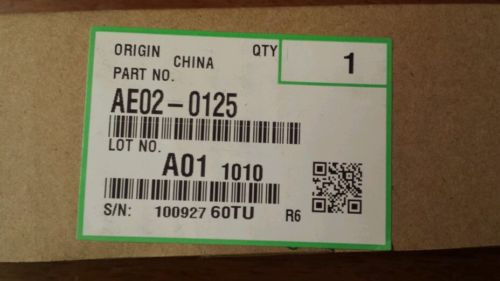 ORIGIN CHINA QTY 1
PART NO.
AE02-0125
LOT NO.
A01 1010
S/N: 100927 60TU R6